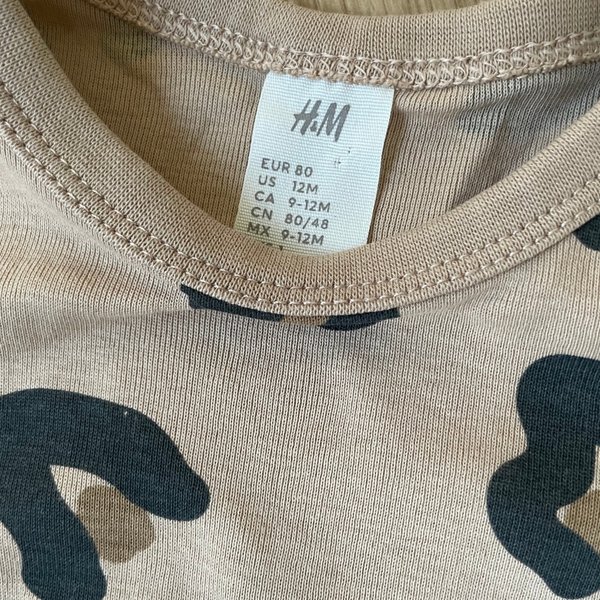 H&M
EUR 80
US 12M
CA 9-12M
CN 80/48
MX 9-12M